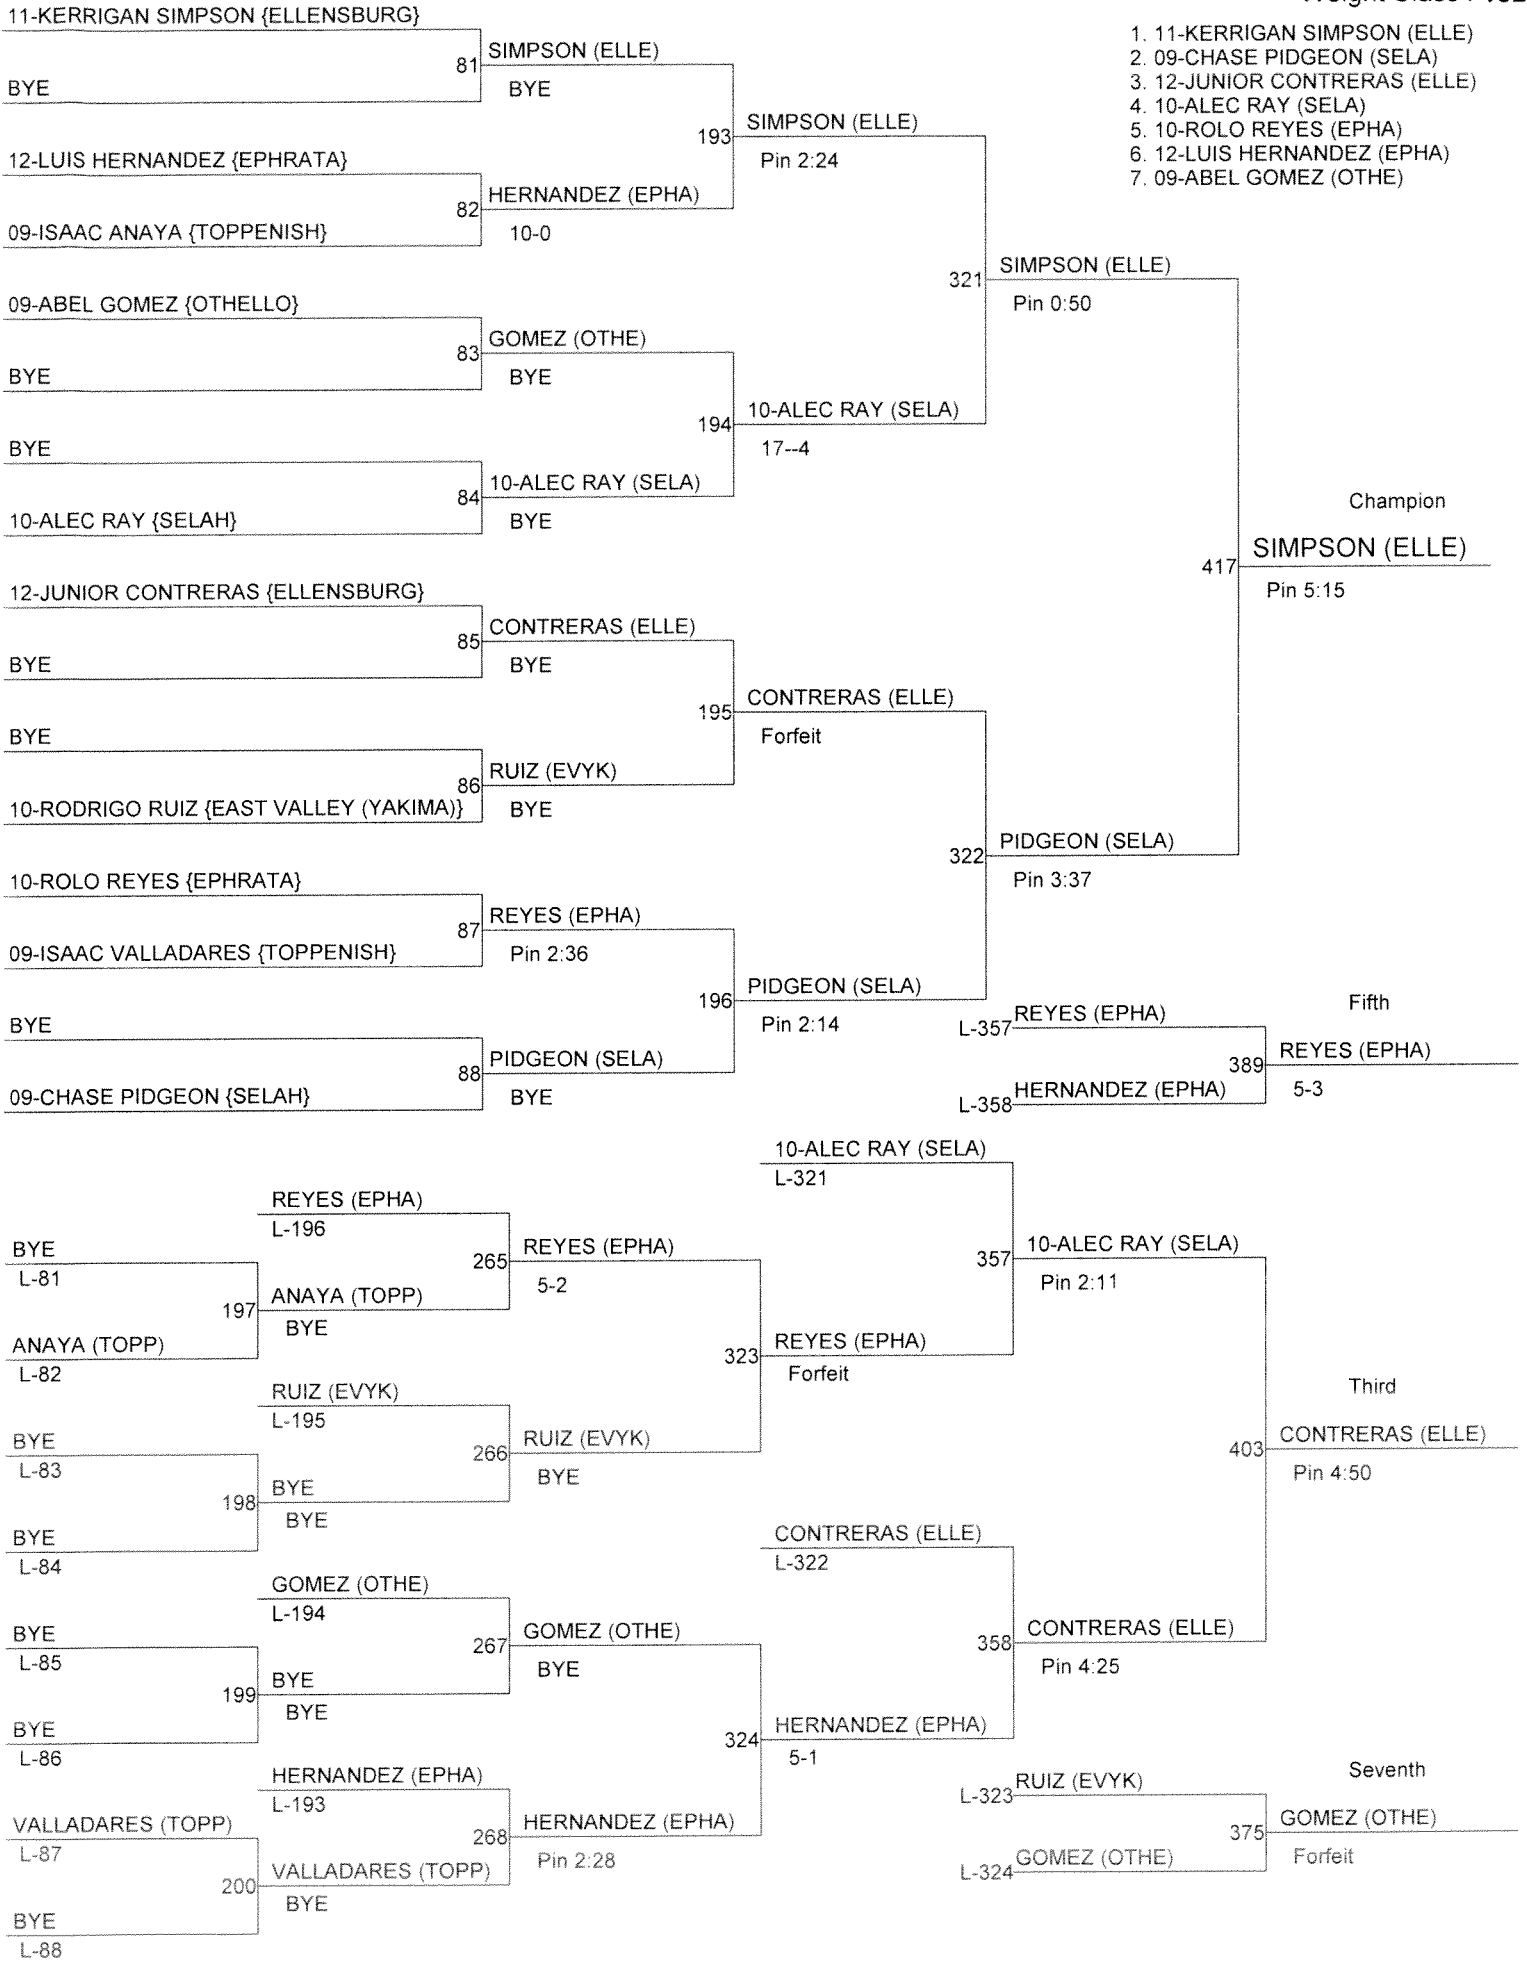 11-KERRIGAN SIMPSON {ELLENSBURG}
81
SIMPSON (ELLE)
BYE
BYE
193
SIMPSON (ELLE)
Pin 2:24
12-LUIS HERNANDEZ {EPHRATA}
82
HERNANDEZ (EPHA)
10-0
09-ISAAC ANAYA {TOPPENISH}
321
SIMPSON (ELLE)
Pin 0:50
09-ABEL GOMEZ {OTHELLO}
83
GOMEZ (OTHE)
BYE
BYE
194
10-ALEC RAY (SELA)
17--4
BYE
84
10-ALEC RAY (SELA)
BYE
10-ALEC RAY {SELAH}
Champion
417
SIMPSON (ELLE)
Pin 5:15
12-JUNIOR CONTRERAS {ELLENSBURG}
85
CONTRERAS (ELLE)
BYE
BYE
195
CONTRERAS (ELLE)
Forfeit
BYE
86
RUIZ (EVYK)
BYE
10-RODRIGO RUIZ {EAST VALLEY (YAKIMA)}
322
PIDGEON (SELA)
Pin 3:37
10-ROLO REYES {EPHRATA}
87
REYES (EPHA)
Pin 2:36
09-ISAAC VALLADARES {TOPPENISH}
196
PIDGEON (SELA)
Pin 2:14
BYE
88
PIDGEON (SELA)
BYE
09-CHASE PIDGEON {SELAH}
Weight Class
1. 11-KERRIGAN SIMPSON (ELLE)
2. 09-CHASE PIDGEON (SELA)
3. 12-JUNIOR CONTRERAS (ELLE)
4. 10-ALEC RAY (SELA)
5. 10-ROLO REYES (EPHA)
6. 12-LUIS HERNANDEZ (EPHA)
7. 09-ABEL GOMEZ (OTHE)
Fifth
L-357
REYES (EPHA)
389
REYES (EPHA)
5-3
L-358
HERNANDEZ (EPHA)
10-ALEC RAY (SELA)
L-321
REYES (EPHA)
L-196
265
REYES (EPHA)
5-2
BYE
L-81
197
ANAYA (TOPP)
BYE
ANAYA (TOPP)
L-82
357
10-ALEC RAY (SELA)
Pin 2:11
323
REYES (EPHA)
Forfeit
RUIZ (EVYK)
L-195
266
RUIZ (EVYK)
BYE
BYE
L-83
198
BYE
BYE
BYE
L-84
Third
403
CONTRERAS (ELLE)
Pin 4:50
CONTRERAS (ELLE)
L-322
GOMEZ (OTHE)
L-194
267
GOMEZ (OTHE)
BYE
BYE
L-85
199
BYE
BYE
BYE
L-86
358
CONTRERAS (ELLE)
Pin 4:25
324
HERNANDEZ (EPHA)
5-1
HERNANDEZ (EPHA)
L-193
268
HERNANDEZ (EPHA)
Pin 2:28
VALLADARES (TOPP)
L-87
200
VALLADARES (TOPP)
BYE
BYE
L-88
Seventh
L-323
RUIZ (EVYK)
375
GOMEZ (OTHE)
Forfeit
L-324
GOMEZ (OTHE)